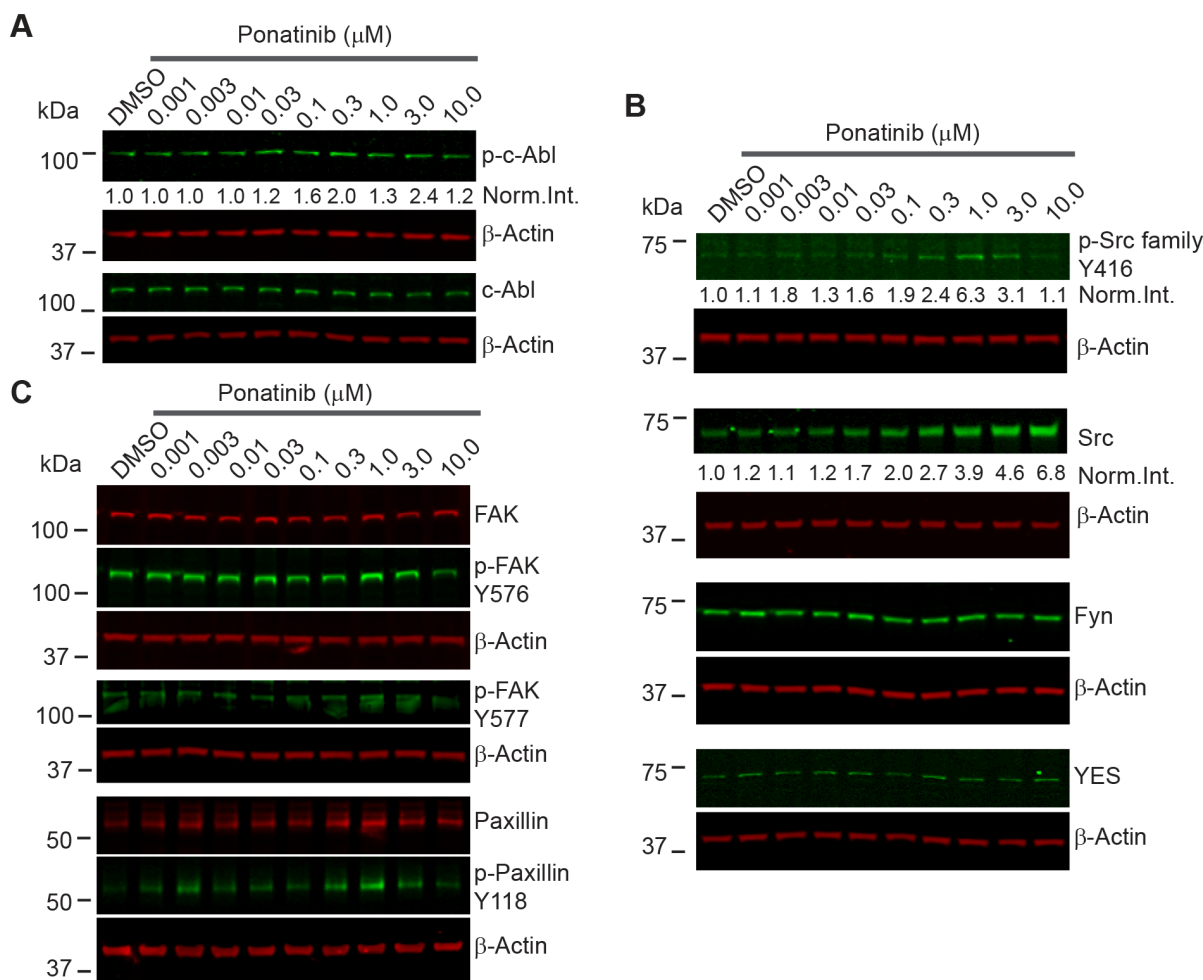 A
Ponatinib (μM)
kDa
DMSO 0.001 0.003 0.01 0.03 0.1 0.3 1.0 3.0 10.0
100 p-c-Abl
1.0 1.0 1.0 1.0 1.2 1.6 2.0 1.3 2.4 1.2 Norm.Int.
37 β-Actin
100 c-Abl
37 β-Actin
B
Ponatinib (μM)
kDa
DMSO 0.001 0.003 0.01 0.03 0.1 0.3 1.0 3.0 10.0
75 p-Src family
Y416
1.0 1.1 1.8 1.3 1.6 1.9 2.4 6.3 3.1 1.1 Norm.Int.
37 β-Actin
75 Src
1.0 1.2 1.1 1.2 1.7 2.0 2.7 3.9 4.6 6.8 Norm.Int.
37 β-Actin
75 Fyn
37 β-Actin
75 YES
37 β-Actin
C
Ponatinib (μM)
kDa
DMSO 0.001 0.003 0.01 0.03 0.1 0.3 1.0 3.0 10.0
100 FAK
100 p-FAK
Y576
37 β-Actin
100 p-FAK
Y577
37 β-Actin
50 Paxillin
50 p-Paxillin
Y118
37 β-Actin